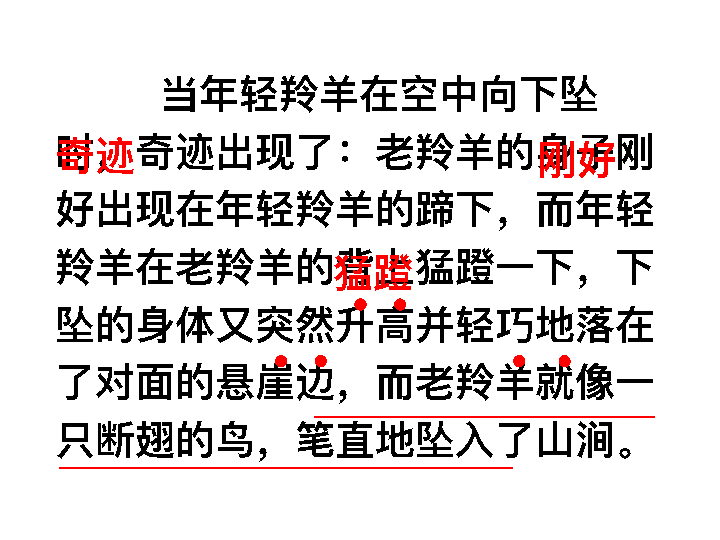 当年轻羚羊在空中向下坠
时，奇迹出现了：老羚羊的身子刚
好出现在年轻羚羊的蹄下，而年轻
羚羊在老羚羊的背上猛蹬一下，下
坠的身体又突然升高并轻巧地落在
了对面的悬崖边，而老羚羊就像一
只断翅的鸟，笔直地坠入了山涧。
奇迹
刚好
猛蹬